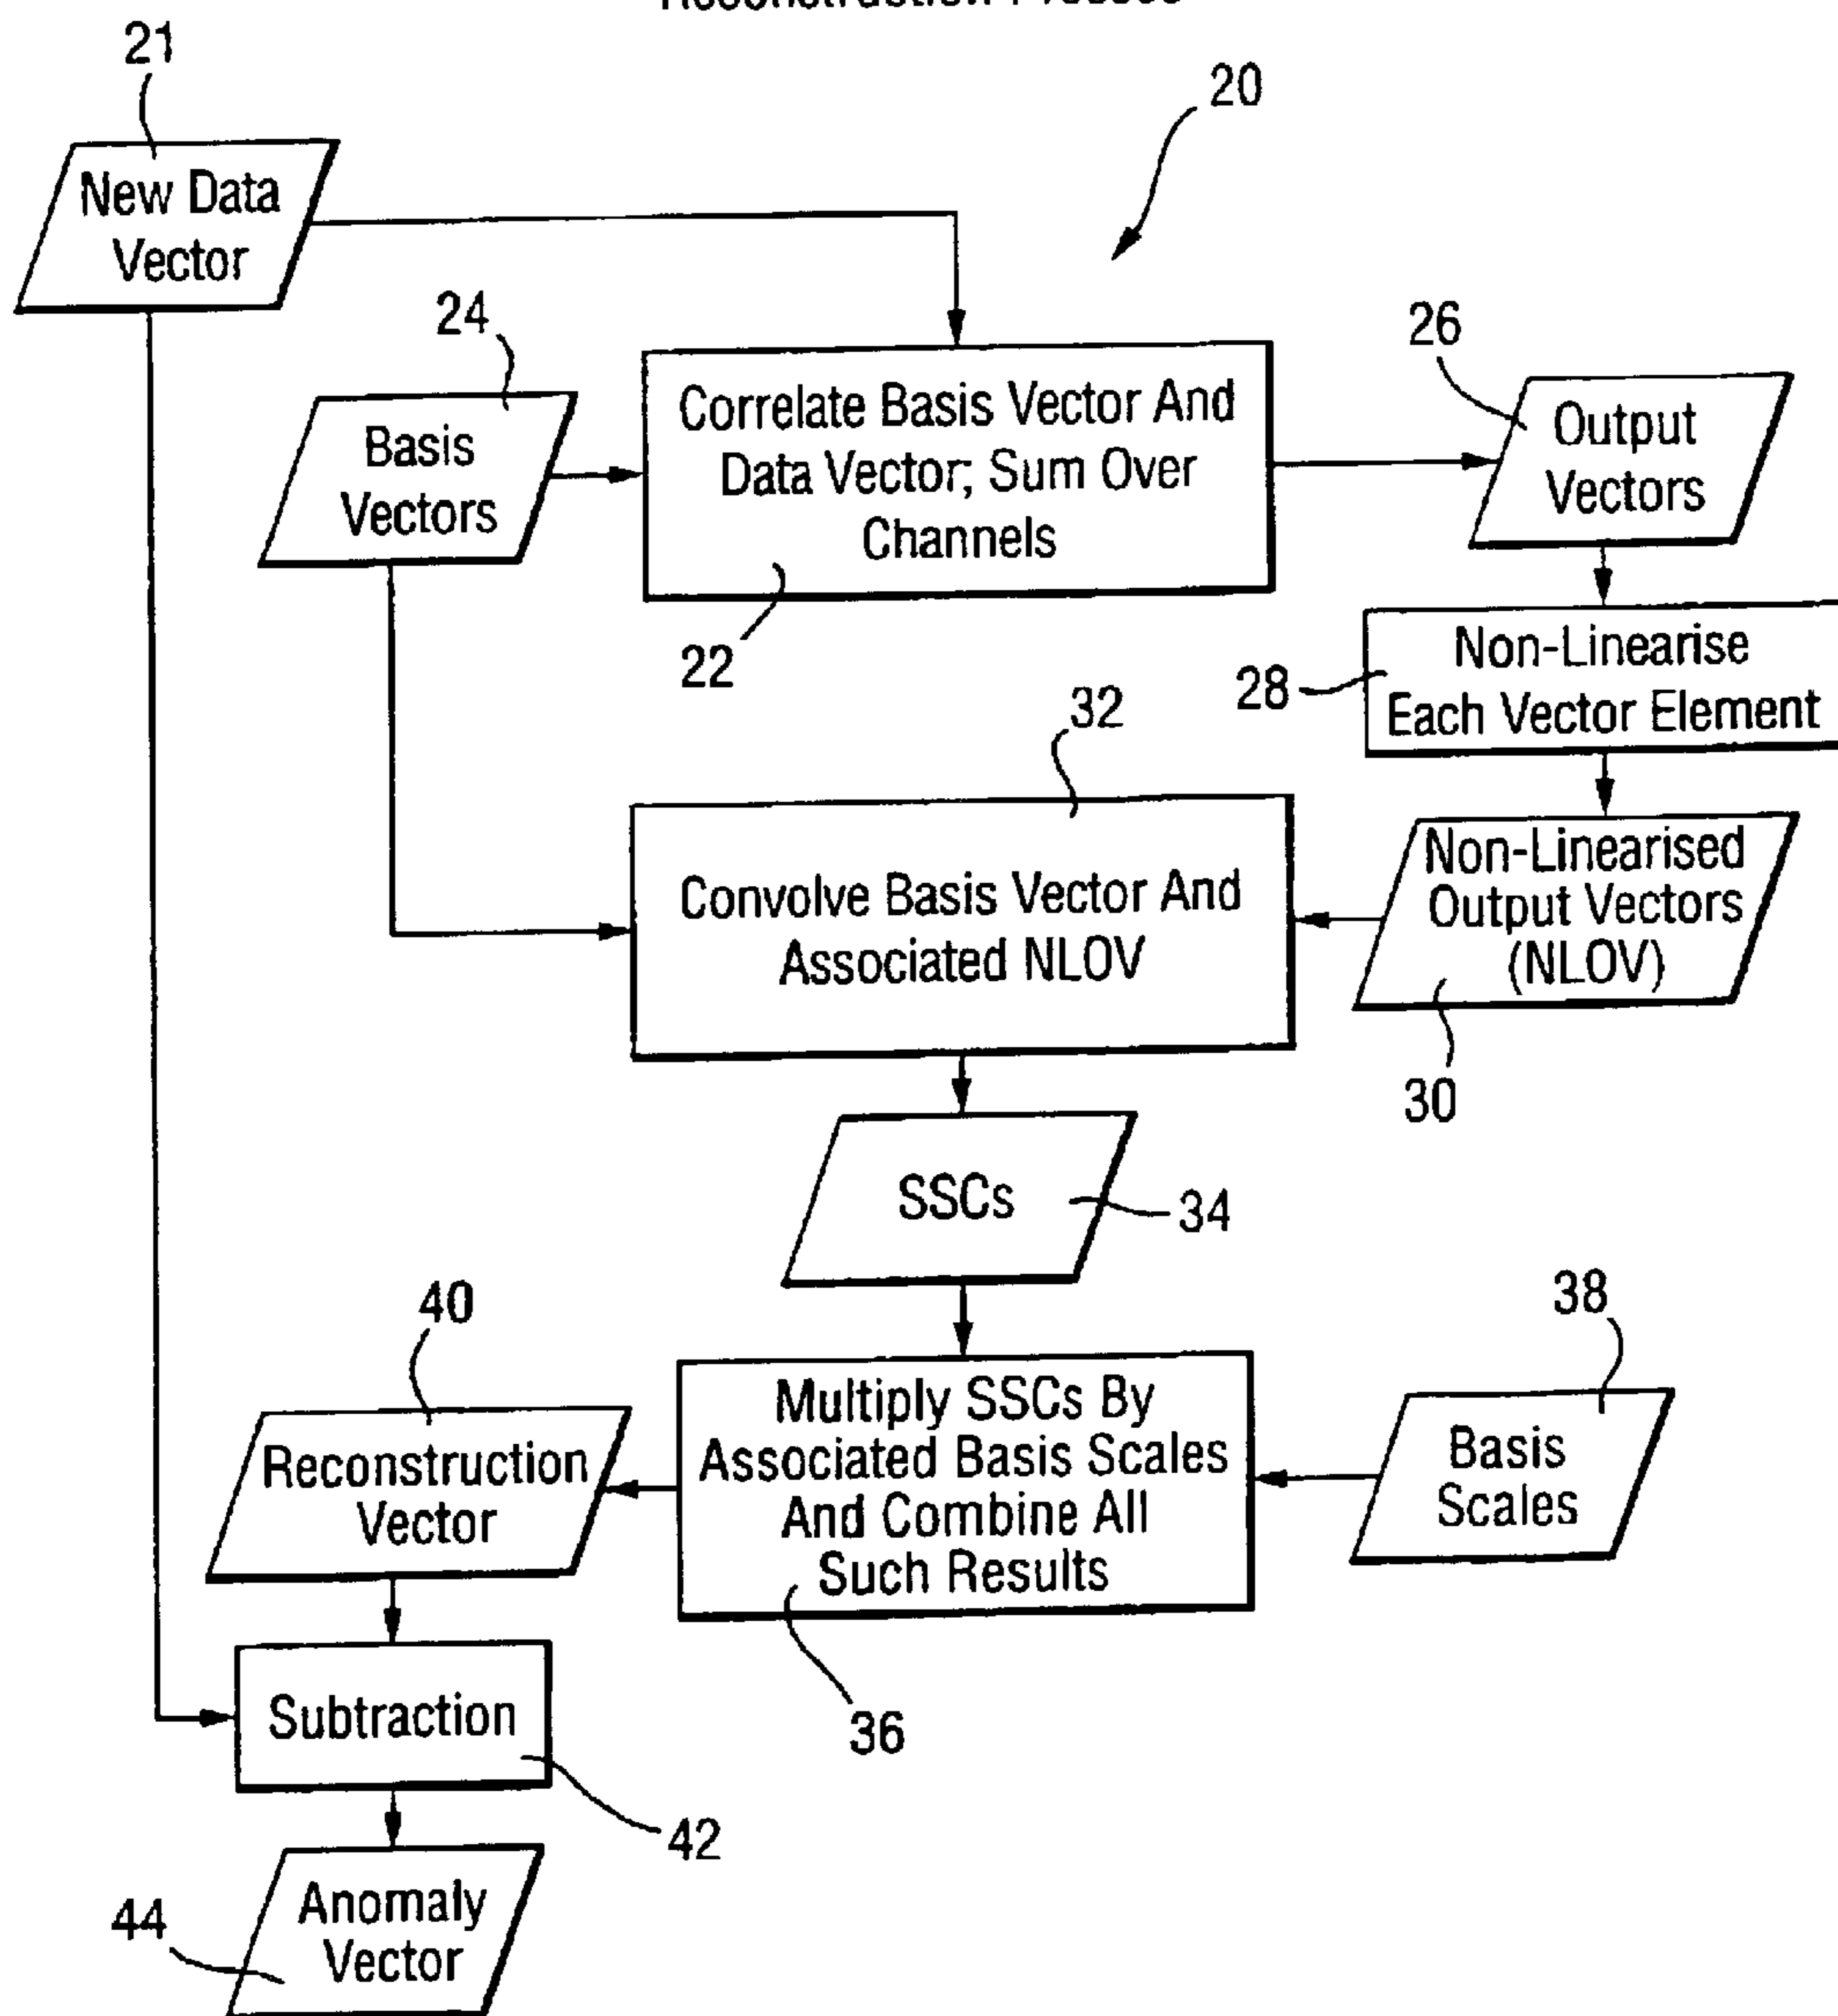 21
20
New Data
Vector
24
Basis
Vectors
Correlate Basis Vector And
Data Vector; Sum Over
Channels
22
26
Output
Vectors
28
Non-Linearise
Each Vector Element
32
Convolve Basis Vector And
Associated NLOV
Non-Linearised
Output Vectors
(NLOV)
30
SSCs
34
40
38
Reconstruction
Vector
Multiply SSCs By
Associated Basis Scales
And Combine All
Such Results
36
Basis
Scales
Subtraction
42
44
Anomaly
Vector